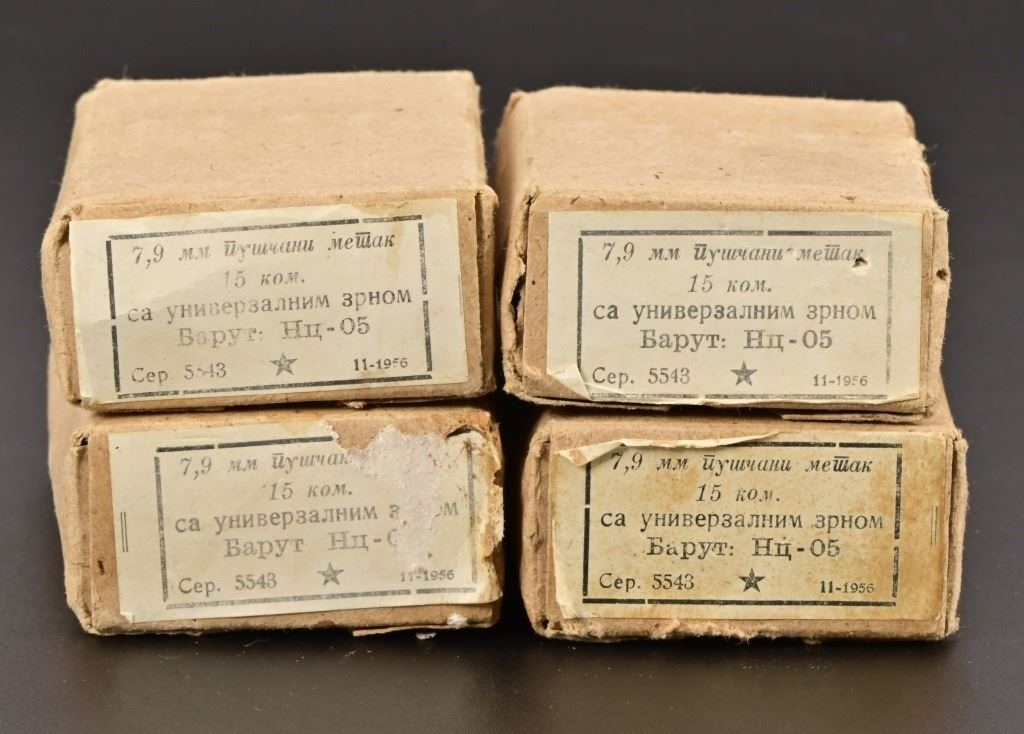 7,9 мм пушчани метак
15 ком.
са универзалним зрном
Барут: Нц-05
Сер. 5543 ★ 11-1956
7,9 мм пушчани метак
15 ком.
са универзалним зрном
Барут: Нц-05
Сер. 5543 ★ 11-1956
7,9 мм
15 ком.
са универзалним
Барут
Сер. 5543 ★ 11-1956
7,9 мм пушчани метак
15 ком.
са универзалним зрном
Барут: Нц-05
Сер. 5543 ★ 11-1956